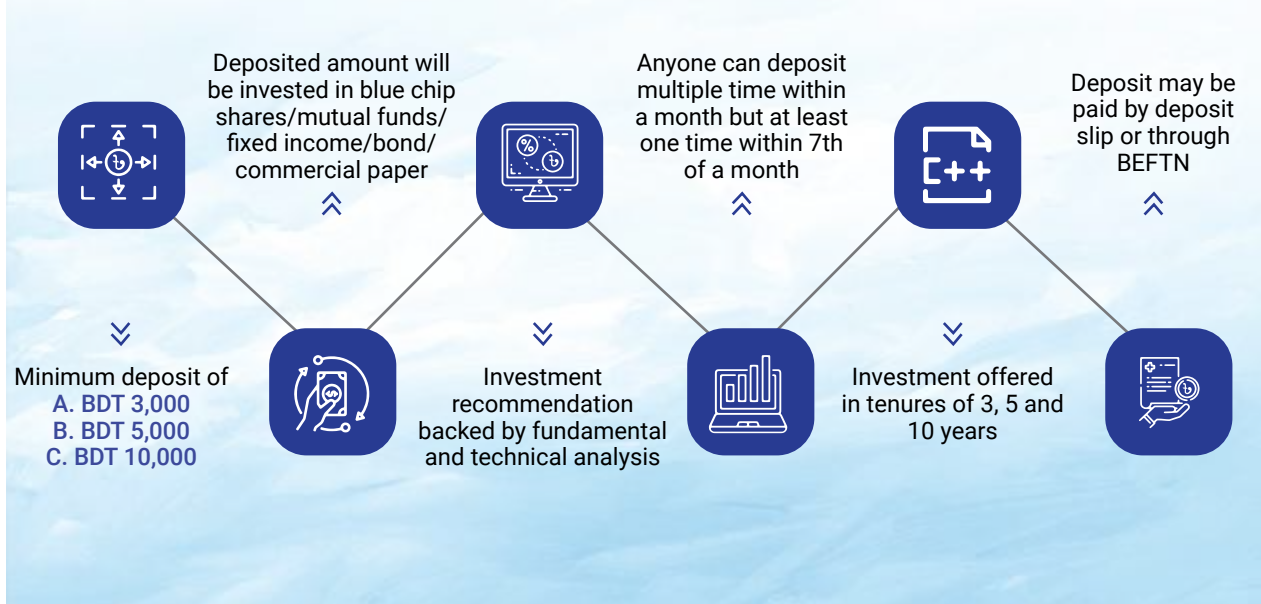 Deposited amount will
be invested in blue chip
shares/mutual funds/
fixed income/bond/
commercial paper
Anyone can deposit
multiple time within
a month but at least
one time within 7th
of a month
Deposit may be
paid by deposit
slip or through
BEFTN
৳
%
৳
C++
Minimum deposit of
A. BDT 3,000
B. BDT 5,000
C. BDT 10,000
$
Investment
recommendation
backed by fundamental
and technical analysis
Investment offered
in tenures of 3, 5 and
10 years
৳